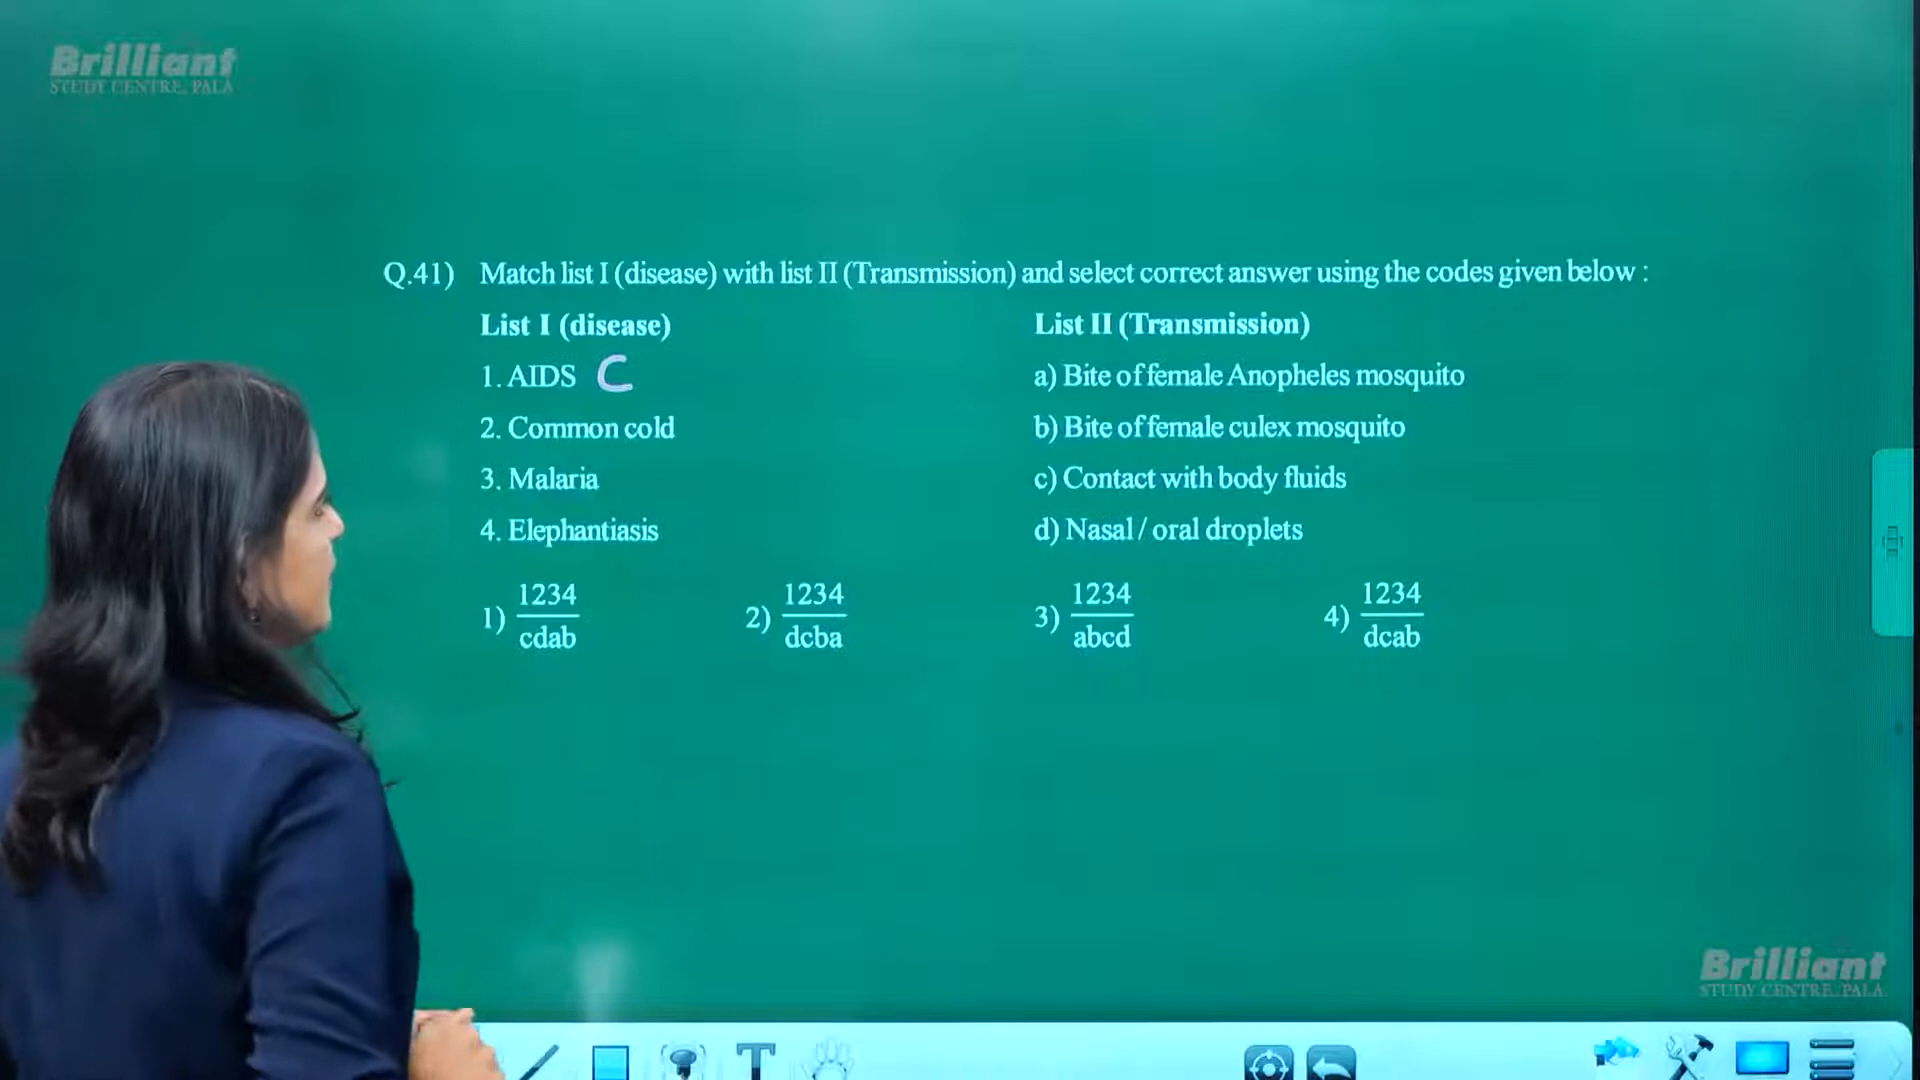 Brilliant
STUDY CENTRE, PALA
Q.41) Match list I (disease) with list II (Transmission) and select correct answer using the codes given below :
List I (disease) List II (Transmission)
1. AIDS C a) Bite of female Anopheles mosquito
2. Common cold b) Bite of female culex mosquito
3. Malaria c) Contact with body fluids
4. Elephantiasis d) Nasal / oral droplets
1) 1234 2) 1234 3) 1234 4) 1234
cdab dcba abcd dcab
Brilliant
STUDY CENTRE, PALA
T